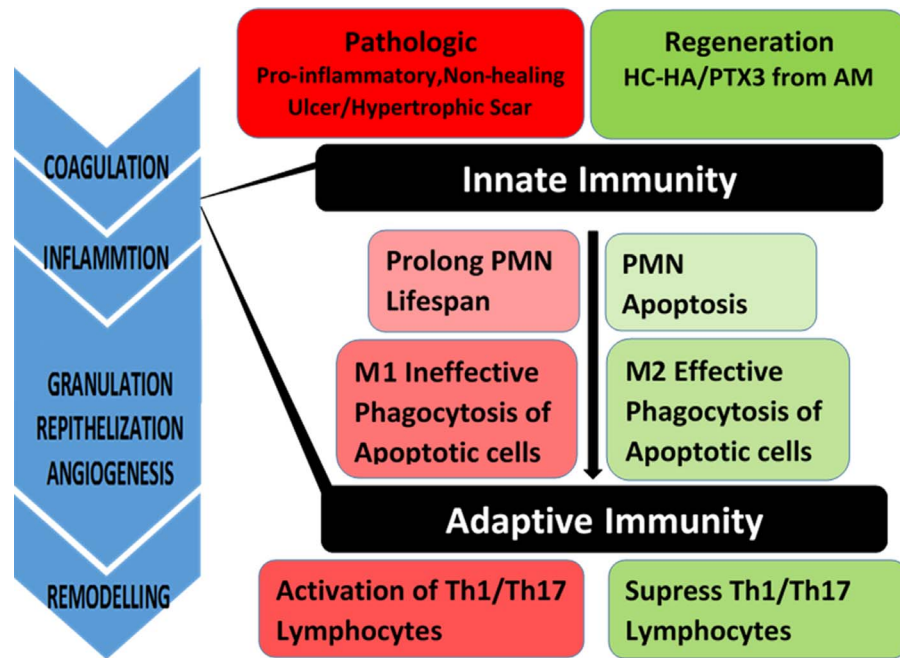 COAGULATION
INFLAMMTION
GRANULATION
REPITHELIZATION
ANGIOGENESIS
REMODELLING
Pathologic
Pro-inflammatory,Non-healing
Ulcer/Hypertrophic Scar
Regeneration
HC-HA/PTX3 from AM
Innate Immunity
Prolong PMN
Lifespan
PMN
Apoptosis
M1 Ineffective
Phagocytosis of
Apoptotic cells
M2 Effective
Phagocytosis of
Apoptotic cells
Adaptive Immunity
Activation of Th1/Th17
Lymphocytes
Supress Th1/Th17
Lymphocytes